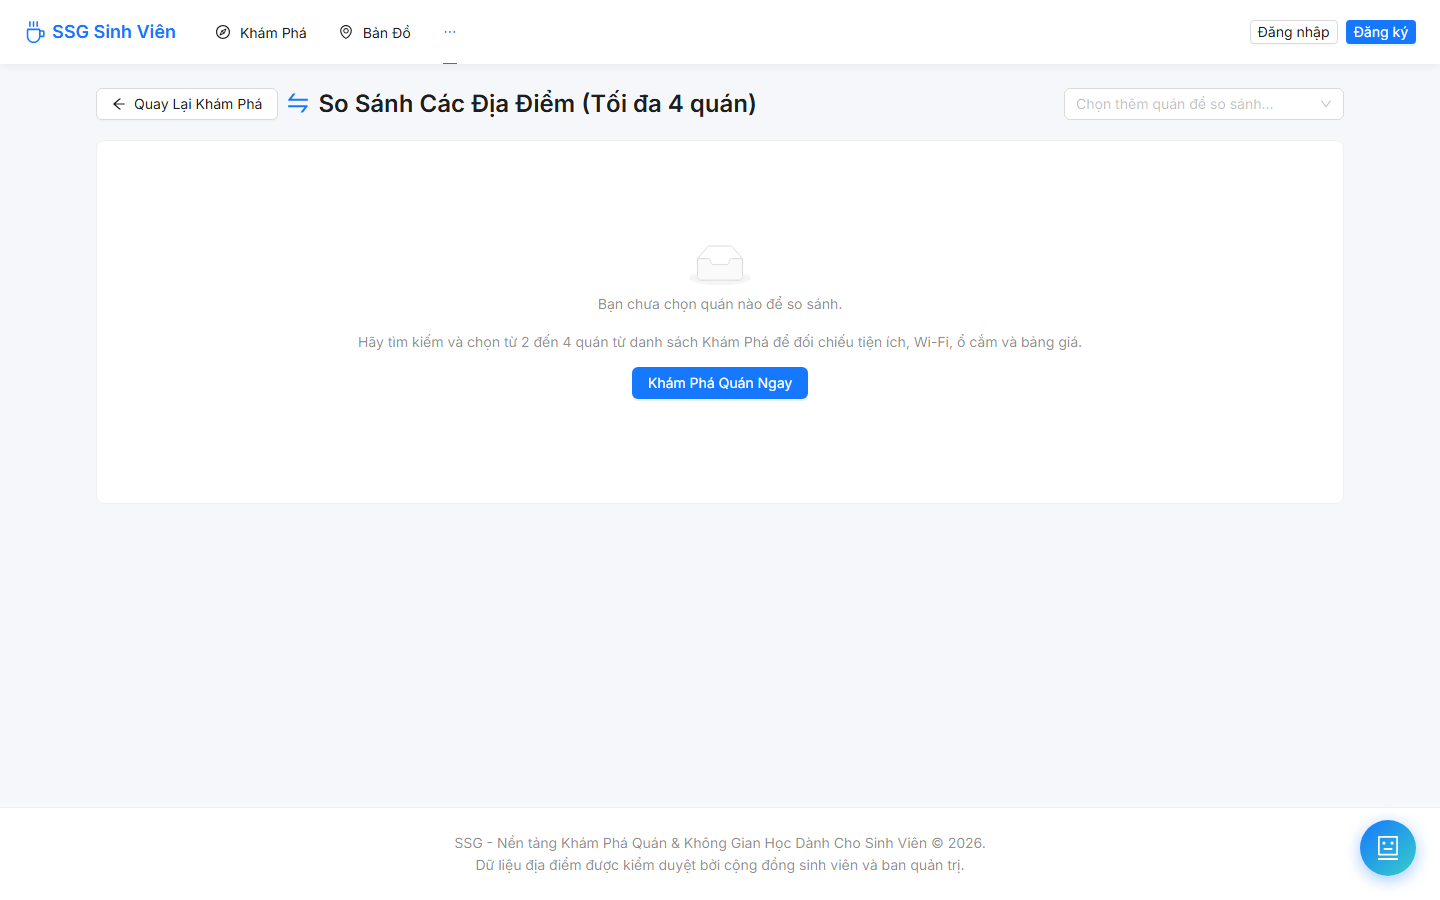 SSG Sinh Viên
Khám Phá
Bản Đồ
...
Đăng nhập
Đăng ký
Quay Lại Khám Phá
So Sánh Các Địa Điểm (Tối đa 4 quán)
Chọn thêm quán để so sánh...
Bạn chưa chọn quán nào để so sánh.
Hãy tìm kiếm và chọn từ 2 đến 4 quán từ danh sách Khám Phá để đối chiếu tiện ích, Wi-Fi, ổ cắm và bảng giá.
Khám Phá Quán Ngay
SSG - Nền tảng Khám Phá Quán & Không Gian Học Dành Cho Sinh Viên © 2026.
Dữ liệu địa điểm được kiểm duyệt bởi cộng đồng sinh viên và ban quản trị.